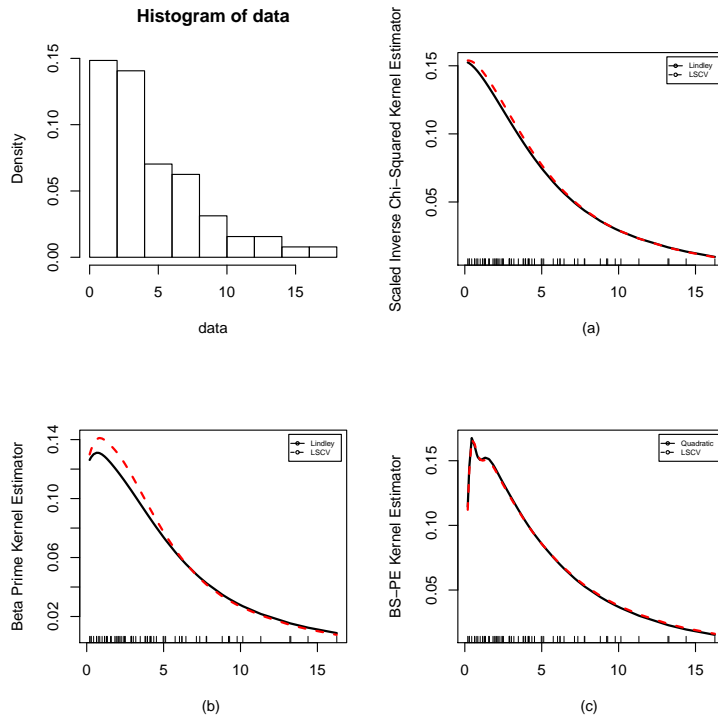 Histogram of data
Density
0.00
0.05
0.10
0.15
0
5
10
15
data
Scaled Inverse Chi−Squared Kernel Estimator
0.05
0.10
0.15
Lindley
LSCV
0
5
10
15
(a)
Beta Prime Kernel Estimator
0.02
0.06
0.10
0.14
Lindley
LSCV
0
5
10
15
(b)
BS−PE Kernel Estimator
0.05
0.10
0.15
Quadratic
LSCV
0
5
10
15
(c)